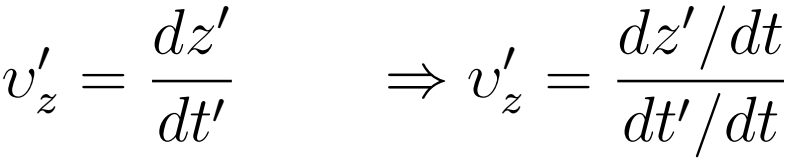 υ′_z = dz′/dt′ ⇒ υ′_z = (dz′/dt)/(dt′/dt)